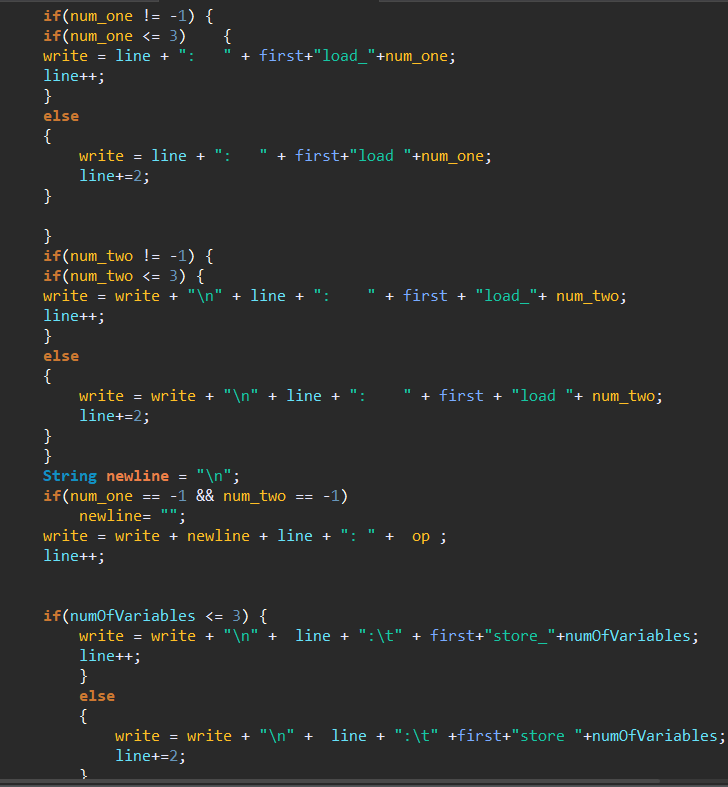 if(num_one != -1) {
if(num_one <= 3)    {
write = line + ":   " + first+"load_"+num_one;
line++;
}
else
{
    write = line + ":   " + first+"load "+num_one;
    line+=2;
}

}
if(num_two != -1) {
if(num_two <= 3) {
write = write + "\n" + line + ":    " + first + "load_"+ num_two;
line++;
}
else
{
    write = write + "\n" + line + ":    " + first + "load "+ num_two;
    line+=2;
}
}
String newline = "\n";
if(num_one == -1 && num_two == -1)
    newline= "";
write = write + newline + line + ": " +  op ;
line++;


if(numOfVariables <= 3) {
    write = write + "\n" +  line + ":\t" + first+"store_"+numOfVariables;
    line++;
    }
    else
    {
        write = write + "\n" +  line + ":\t" +first+"store "+numOfVariables;
        line+=2;
    }